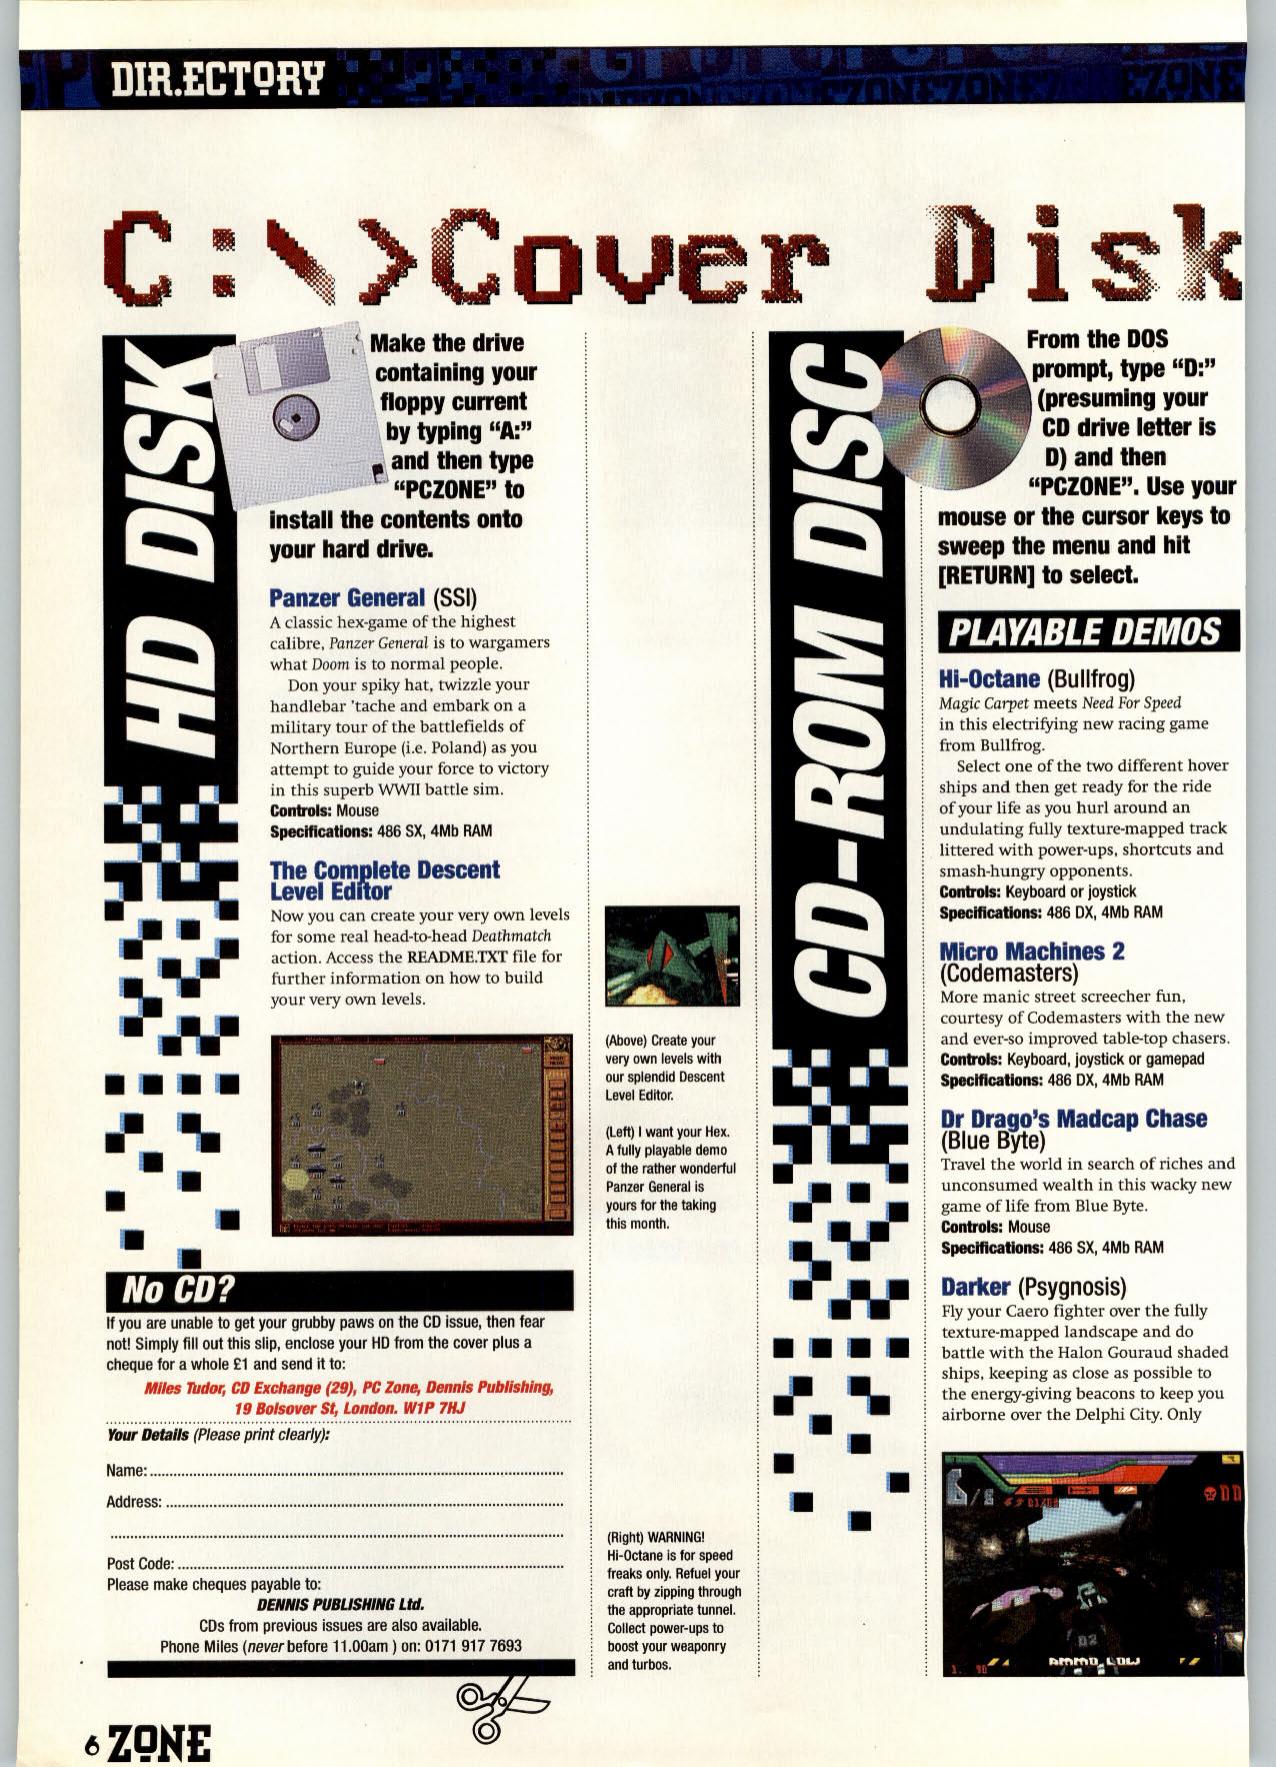 DIR.ECTORY
C:\>Cover Disk
HD DISK
Make the drive
containing your
floppy current
by typing “A:”
and then type
“PCZONE” to
install the contents onto
your hard drive.
Panzer General (SSI)
A classic hex-game of the highest
calibre, Panzer General is to wargamers
what Doom is to normal people.
Don your spiky hat, twizzle your
handlebar ’tache and embark on a
military tour of the battlefields of
Northern Europe (i.e. Poland) as you
attempt to guide your force to victory
in this superb WWII battle sim.
Controls: Mouse
Specifications: 486 SX, 4Mb RAM
The Complete Descent
Level Editor
Now you can create your very own levels
for some real head-to-head Deathmatch
action. Access the README.TXT file for
further information on how to build
your very own levels.
No CD?
If you are unable to get your grubby paws on the CD issue, then fear
not! Simply fill out this slip, enclose your HD from the cover plus a
cheque for a whole £1 and send it to:
Miles Tudor, CD Exchange (29), PC Zone, Dennis Publishing,
19 Bolsover St, London. W1P 7HJ
Your Details (Please print clearly):
Name:
Address:
Post Code:
Please make cheques payable to:
DENNIS PUBLISHING Ltd.
CDs from previous issues are also available.
Phone Miles (never before 11.00am ) on: 0171 917 7693
(Above) Create your
very own levels with
our splendid Descent
Level Editor.
(Left) I want your Hex.
A fully playable demo
of the rather wonderful
Panzer General is
yours for the taking
this month.
(Right) WARNING!
Hi-Octane is for speed
freaks only. Refuel your
craft by zipping through
the appropriate tunnel.
Collect power-ups to
boost your weaponry
and turbos.
CD-ROM DISC
From the DOS
prompt, type “D:”
(presuming your
CD drive letter is
D) and then
“PCZONE”. Use your
mouse or the cursor keys to
sweep the menu and hit
[RETURN] to select.
PLAYABLE DEMOS
Hi-Octane (Bullfrog)
Magic Carpet meets Need For Speed
in this electrifying new racing game
from Bullfrog.
Select one of the two different hover
ships and then get ready for the ride
of your life as you hurl around an
undulating fully texture-mapped track
littered with power-ups, shortcuts and
smash-hungry opponents.
Controls: Keyboard or joystick
Specifications: 486 DX, 4Mb RAM
Micro Machines 2
(Codemasters)
More manic street screecher fun,
courtesy of Codemasters with the new
and ever-so improved table-top chasers.
Controls: Keyboard, joystick or gamepad
Specifications: 486 DX, 4Mb RAM
Dr Drago’s Madcap Chase
(Blue Byte)
Travel the world in search of riches and
unconsumed wealth in this wacky new
game of life from Blue Byte.
Controls: Mouse
Specifications: 486 SX, 4Mb RAM
Darker (Psygnosis)
Fly your Caero fighter over the fully
texture-mapped landscape and do
battle with the Halon Gouraud shaded
ships, keeping as close as possible to
the energy-giving beacons to keep you
airborne over the Delphi City. Only
AMMO LOW
6 ZONE